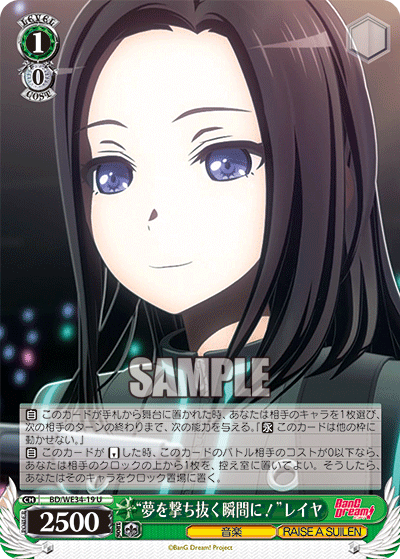 LEVEL
1
0
COST
SAMPLE
自 このカードが手札から舞台に置かれた時、あなたは相手のキャラを1枚選び、
次の相手のターンの終わりまで、次の能力を与える。『永 このカードは他の枠に
動かせない。』
自 このカードが した時、このカードのバトル相手のコストが0以下なら、
あなたは相手のクロックの上から1枚を、控え室に置いてよい。そうしたら、
あなたはそのキャラをクロック置場に置く。
CH BD/WE34-19 U
2500
“夢を撃ち抜く瞬間に！”レイヤ
BanG Dream!
音楽
RAISE A SUILEN
©BanG Dream! Project